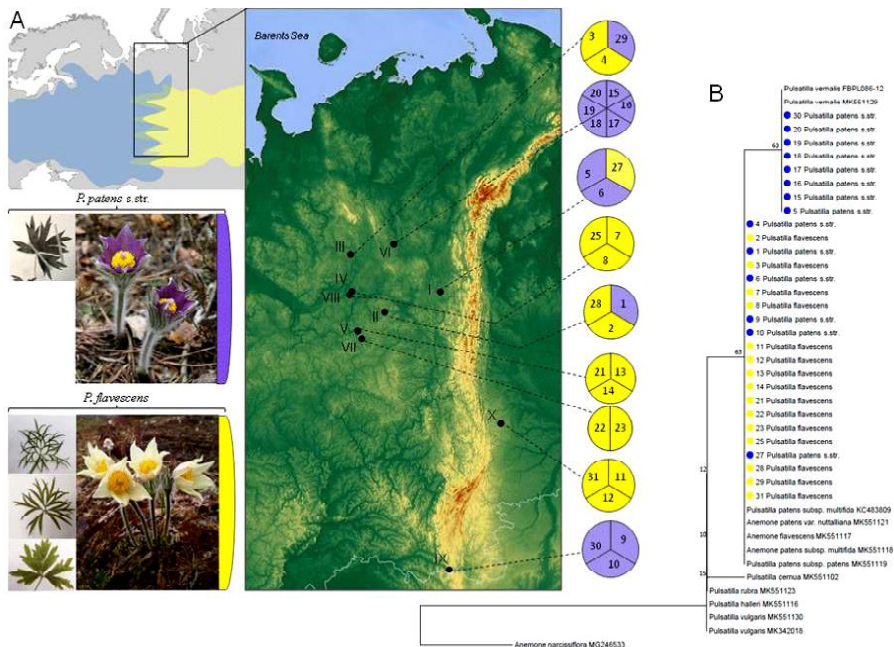 A
Barents Sea
P. patens s.str.
P. flavescens
III
VI
IV
VIII
I
II
V
VII
X
IX
3
29
4
20
15
16
19
18
17
5
27
6
25
7
8
28
1
2
21
13
14
22
23
31
11
12
30
9
10
B
Pulsatilla vernalis FBPL086-12
Pulsatilla vernalis MK551129
30 Pulsatilla patens s.str.
20 Pulsatilla patens s.str.
19 Pulsatilla patens s.str.
18 Pulsatilla patens s.str.
17 Pulsatilla patens s.str.
16 Pulsatilla patens s.str.
15 Pulsatilla patens s.str.
5 Pulsatilla patens s.str.
4 Pulsatilla patens s.str.
2 Pulsatilla flavescens
1 Pulsatilla patens s.str.
3 Pulsatilla flavescens
6 Pulsatilla patens s.str.
7 Pulsatilla flavescens
8 Pulsatilla flavescens
9 Pulsatilla patens s.str.
10 Pulsatilla patens s.str.
11 Pulsatilla flavescens
12 Pulsatilla flavescens
13 Pulsatilla flavescens
14 Pulsatilla flavescens
21 Pulsatilla flavescens
22 Pulsatilla flavescens
23 Pulsatilla flavescens
25 Pulsatilla flavescens
27 Pulsatilla patens s.str.
28 Pulsatilla flavescens
29 Pulsatilla flavescens
31 Pulsatilla flavescens
Pulsatilla patens subsp. multifida KC483809
Anemone patens var. nuttalliana MK551121
Anemone flavescens MK551117
Anemone patens subsp. multifida MK551118
Pulsatilla patens subsp. patens MK551119
Pulsatilla cernua MK551102
Pulsatilla rubra MK551123
Pulsatilla halleri MK551116
Pulsatilla vulgaris MK551130
Pulsatilla vulgaris MK342018
Anemone narcissiflora MG246533
63
63
12